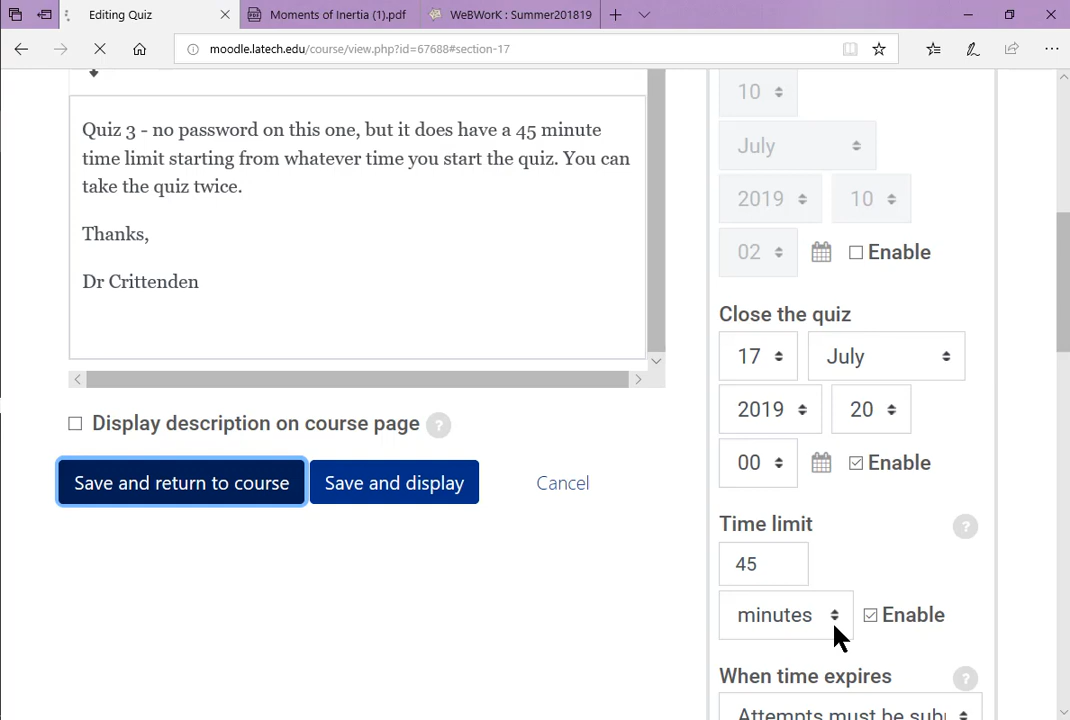 Editing Quiz
Moments of Inertia (1).pdf
WeBWorK : Summer201819
moodle.latech.edu/course/view.php?id=67688#section-17
Quiz 3 - no password on this one, but it does have a 45 minute
time limit starting from whatever time you start the quiz. You can
take the quiz twice.
Thanks,
Dr Crittenden
Display description on course page ?
Save and return to course
Save and display
Cancel
10
July
2019 10
02 Enable
Close the quiz
17 July
2019 20
00 Enable
Time limit ?
45
minutes Enable
When time expires ?
Attempts must be sub